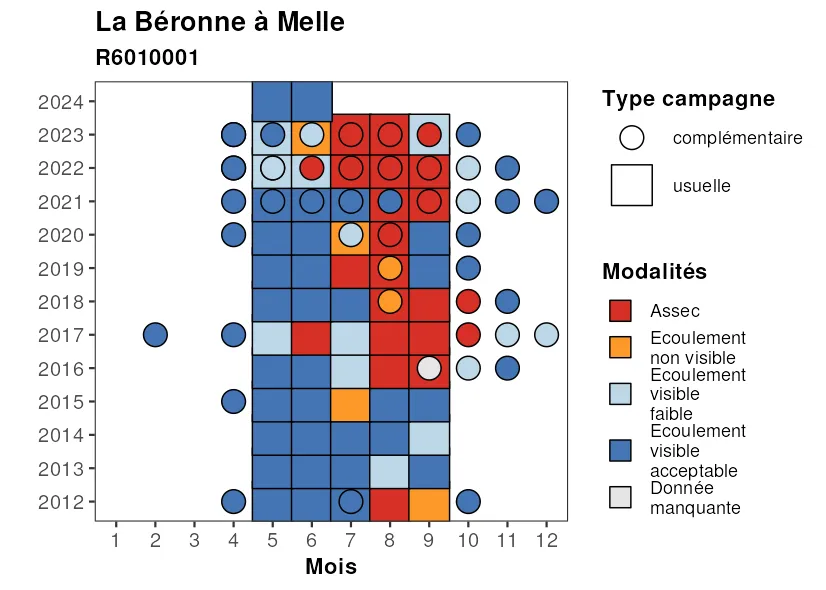 La Béronne à Melle
R6010001
2024
2023
2022
2021
2020
2019
2018
2017
2016
2015
2014
2013
2012
1 2 3 4 5 6 7 8 9 10 11 12
Mois
Type campagne
complémentaire
usuelle
Modalités
Assec
Ecoulement
non visible
Ecoulement
visible
faible
Ecoulement
visible
acceptable
Donnée
manquante